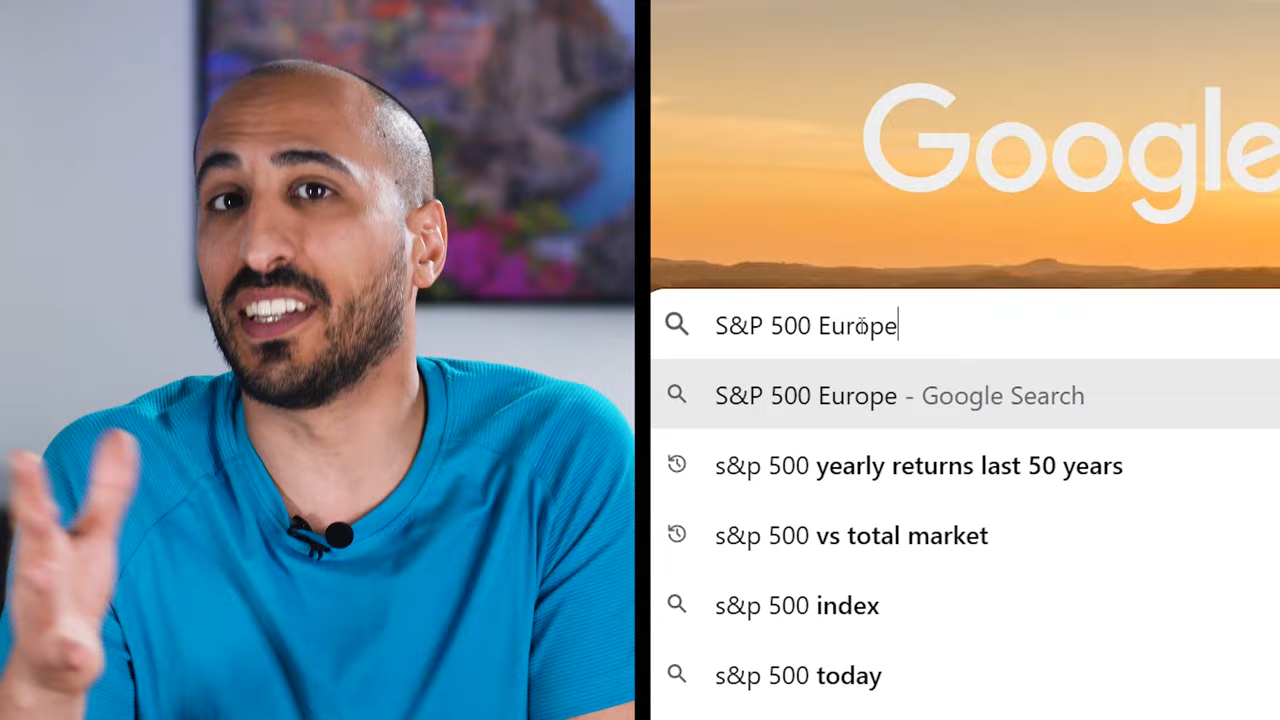 Google
S&P 500 Europe
S&P 500 Europe - Google Search
s&p 500 yearly returns last 50 years
s&p 500 vs total market
s&p 500 index
s&p 500 today